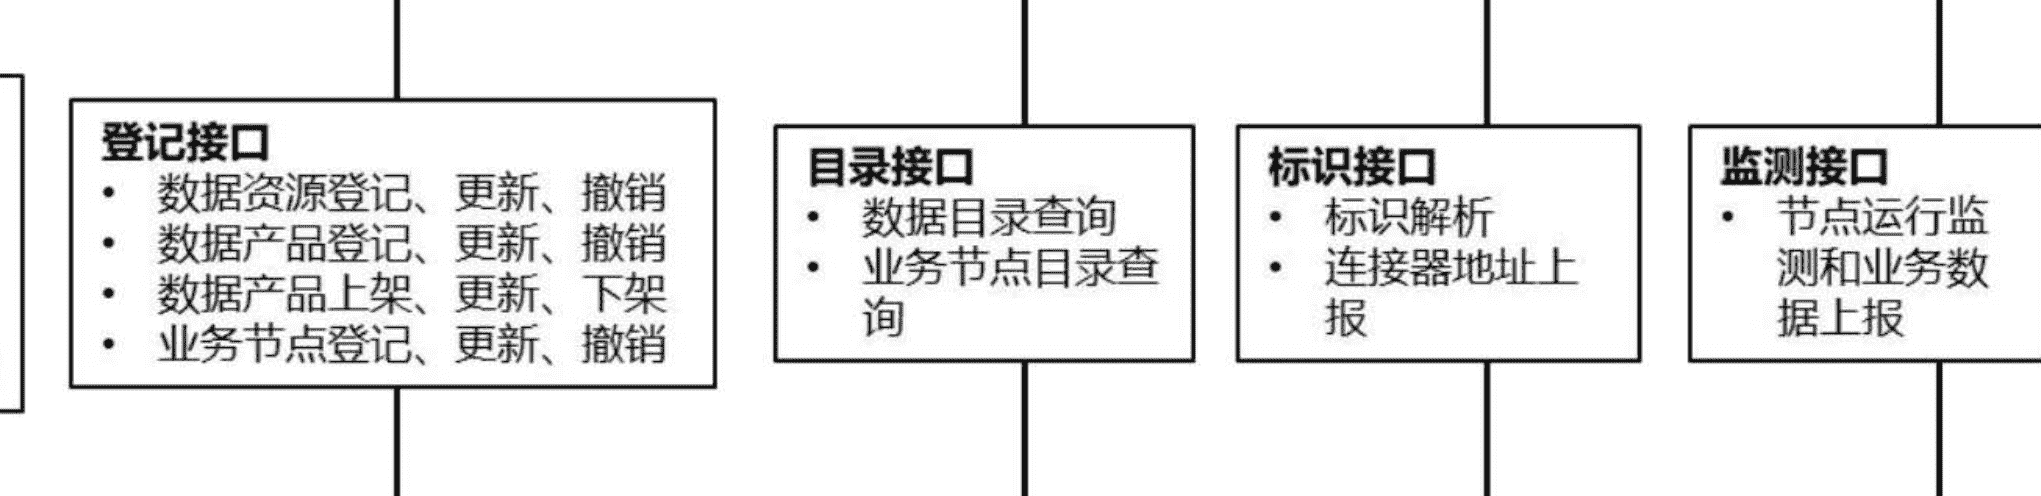 登记接口
• 数据资源登记、更新、撤销
• 数据产品登记、更新、撤销
• 数据产品上架、更新、下架
• 业务节点登记、更新、撤销
目录接口
• 数据目录查询
• 业务节点目录查
询
标识接口
• 标识解析
• 连接器地址上
报
监测接口
• 节点运行监
测和业务数
据上报